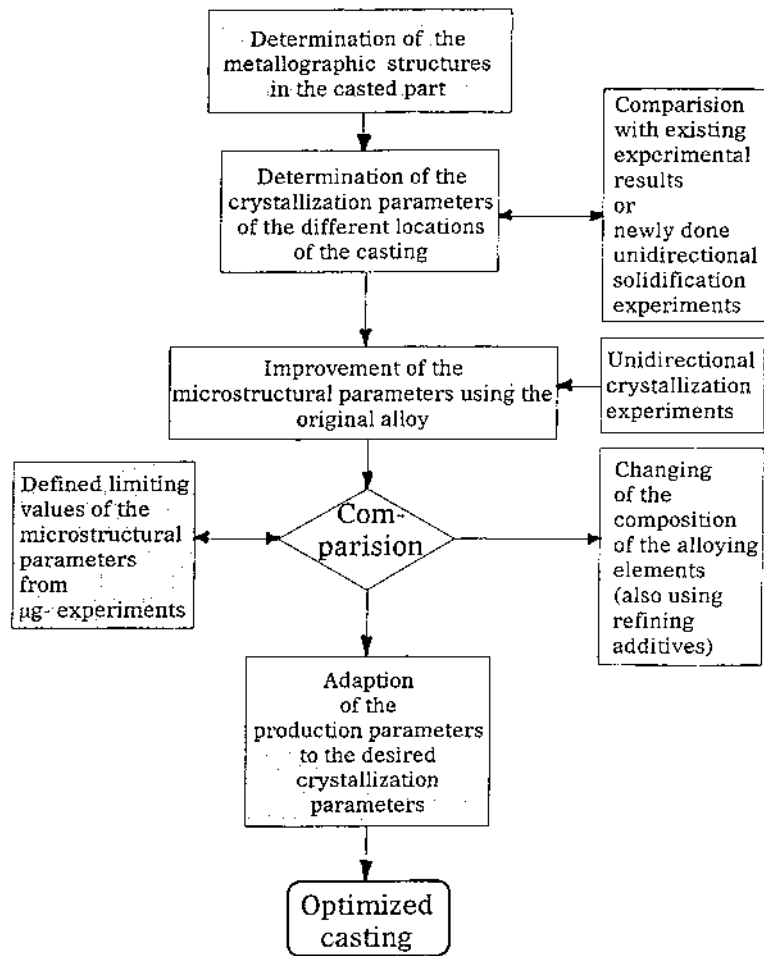 Determination of the
metallographic structures
in the casted part
Comparision
with existing
experimental
results
or
newly done
unidirectional
solidification
experiments
Determination of the
crystallization parameters
of the different locations
of the casting
Improvement of the
microstructural parameters using the
original alloy
Unidirectional
crystallization
experiments
Defined limiting
values of the
microstructural
parameters
from
µg- experiments
Com-
parision
Changing
of the
composition
of the alloying
elements
(also using
refining
additives)
Adaption
of the
production parameters
to the desired
crystallization
parameters
Optimized
casting